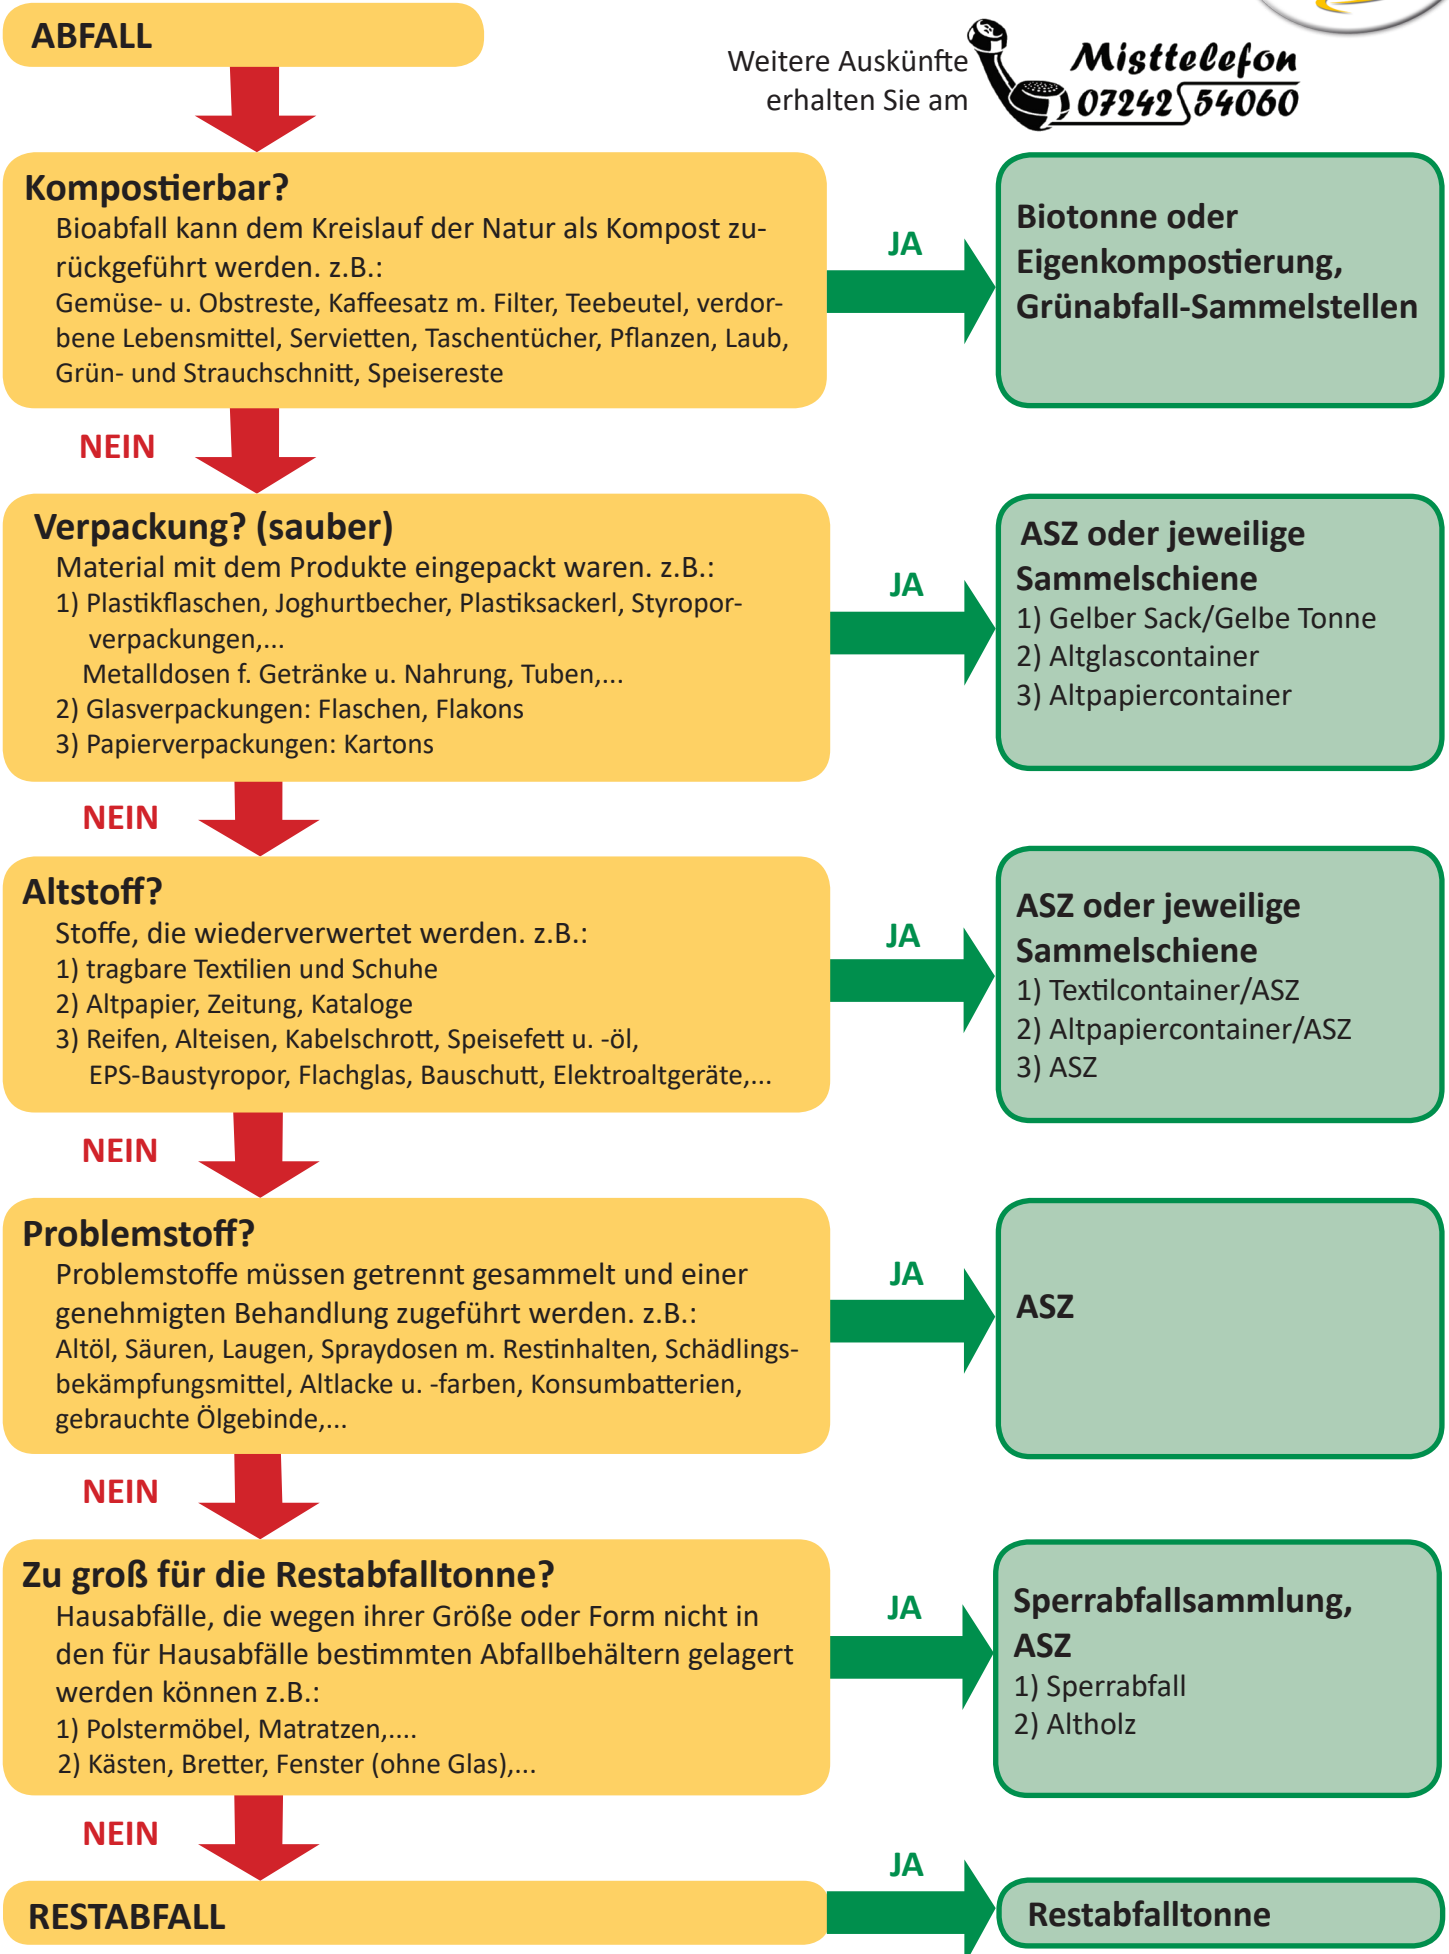 ABFALL
Weitere Auskünfte
erhalten Sie am
Misttelefon
07242 54060
Kompostierbar?
Bioabfall kann dem Kreislauf der Natur als Kompost zu-
rückgeführt werden. z.B.:
Gemüse- u. Obstreste, Kaffeesatz m. Filter, Teebeutel, verdor-
bene Lebensmittel, Servietten, Taschentücher, Pflanzen, Laub,
Grün- und Strauchschnitt, Speisereste
JA
Biotonne oder
Eigenkompostierung,
Grünabfall-Sammelstellen
NEIN
Verpackung? (sauber)
Material mit dem Produkte eingepackt waren. z.B.:
1) Plastikflaschen, Joghurtbecher, Plastiksackerl, Styropor-
verpackungen,...
Metalldosen f. Getränke u. Nahrung, Tuben,...
2) Glasverpackungen: Flaschen, Flakons
3) Papierverpackungen: Kartons
JA
ASZ oder jeweilige
Sammelschiene
1) Gelber Sack/Gelbe Tonne
2) Altglascontainer
3) Altpapiercontainer
NEIN
Altstoff?
Stoffe, die wiederverwertet werden. z.B.:
1) tragbare Textilien und Schuhe
2) Altpapier, Zeitung, Kataloge
3) Reifen, Alteisen, Kabelschrott, Speisefett u. -öl,
EPS-Baustyropor, Flachglas, Bauschutt, Elektroaltgeräte,...
JA
ASZ oder jeweilige
Sammelschiene
1) Textilcontainer/ASZ
2) Altpapiercontainer/ASZ
3) ASZ
NEIN
Problemstoff?
Problemstoffe müssen getrennt gesammelt und einer
genehmigten Behandlung zugeführt werden. z.B.:
Altöl, Säuren, Laugen, Spraydosen m. Restinhalten, Schädlings-
bekämpfungsmittel, Altlacke u. -farben, Konsumbatterien,
gebrauchte Ölgebinde,...
JA
ASZ
NEIN
Zu groß für die Restabfalltonne?
Hausabfälle, die wegen ihrer Größe oder Form nicht in
den für Hausabfälle bestimmten Abfallbehältern gelagert
werden können z.B.:
1) Polstermöbel, Matratzen,....
2) Kästen, Bretter, Fenster (ohne Glas),...
JA
Sperrabfallsammlung,
ASZ
1) Sperrabfall
2) Altholz
NEIN
RESTABFALL
JA
Restabfalltonne